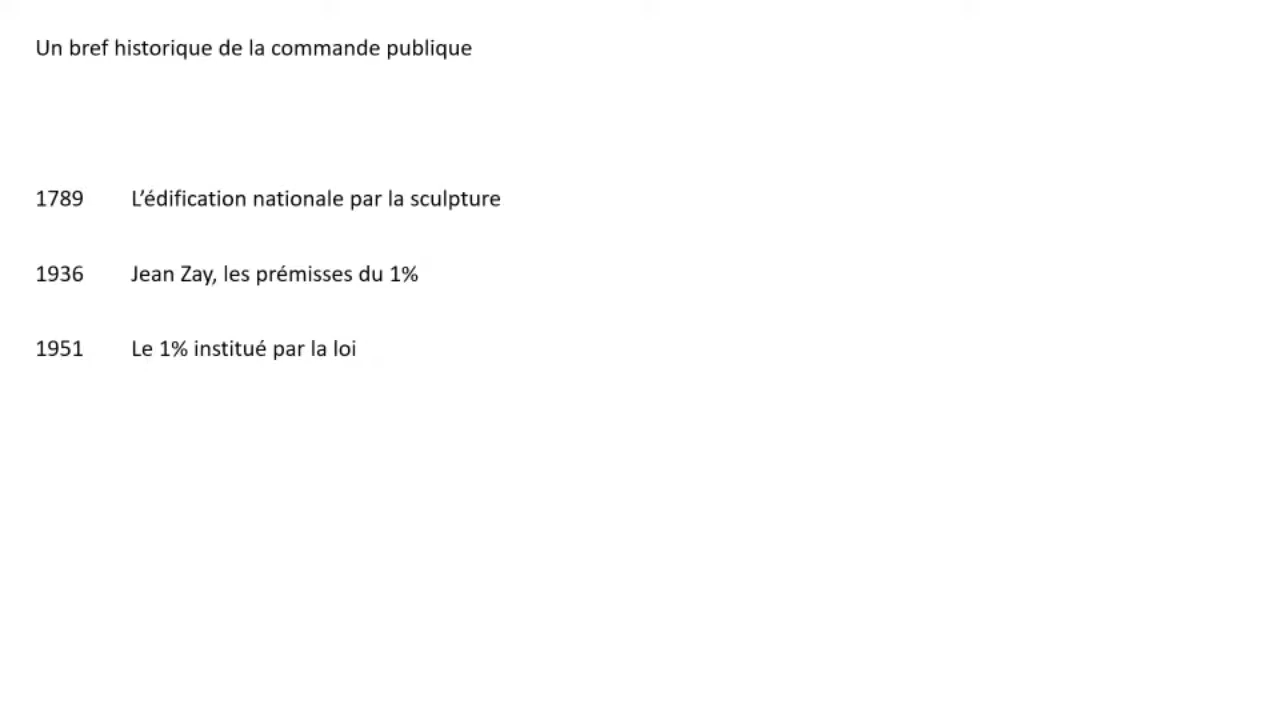 Un bref historique de la commande publique
1789 L’édification nationale par la sculpture
1936 Jean Zay, les prémisses du 1%
1951 Le 1% institué par la loi